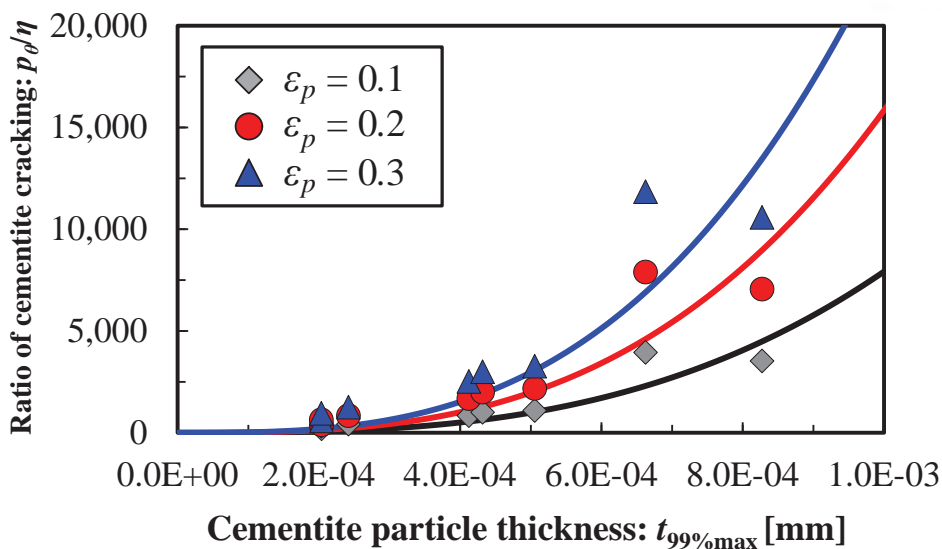 Ratio of cementite cracking: pθ/η
20,000
15,000
10,000
5,000
0
εp = 0.1
εp = 0.2
εp = 0.3
0.0E+00 2.0E-04 4.0E-04 6.0E-04 8.0E-04 1.0E-03
Cementite particle thickness: t99%max [mm]